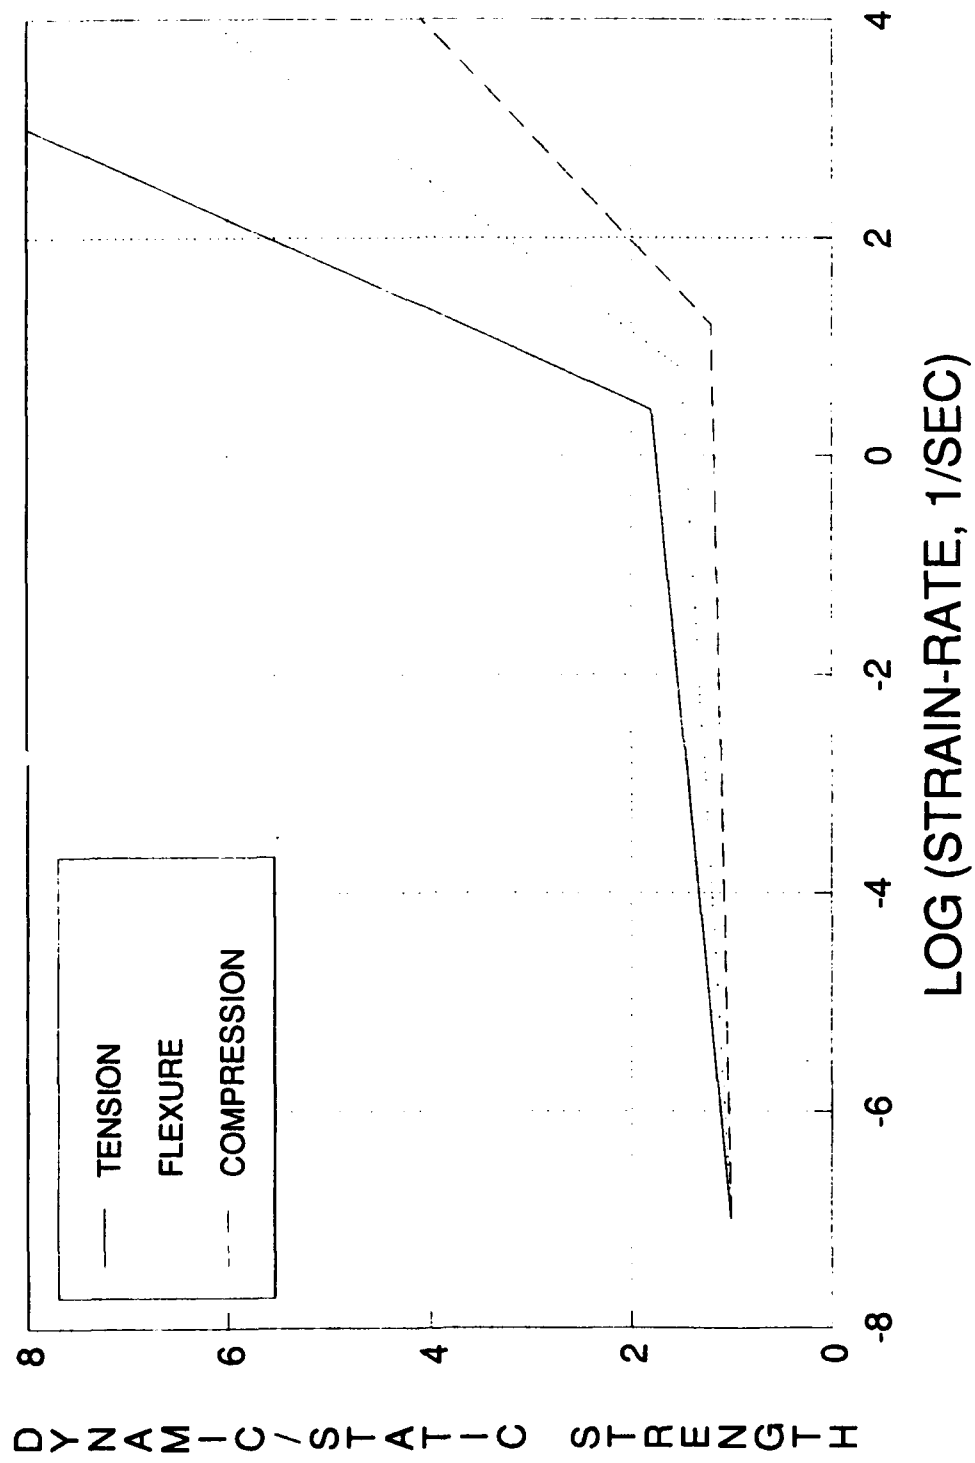 DYNAMIC/STATIC STRENGTH
8
6
4
2
0
TENSION
FLEXURE
COMPRESSION
-8
-6
-4
-2
0
2
4
LOG (STRAIN-RATE, 1/SEC)